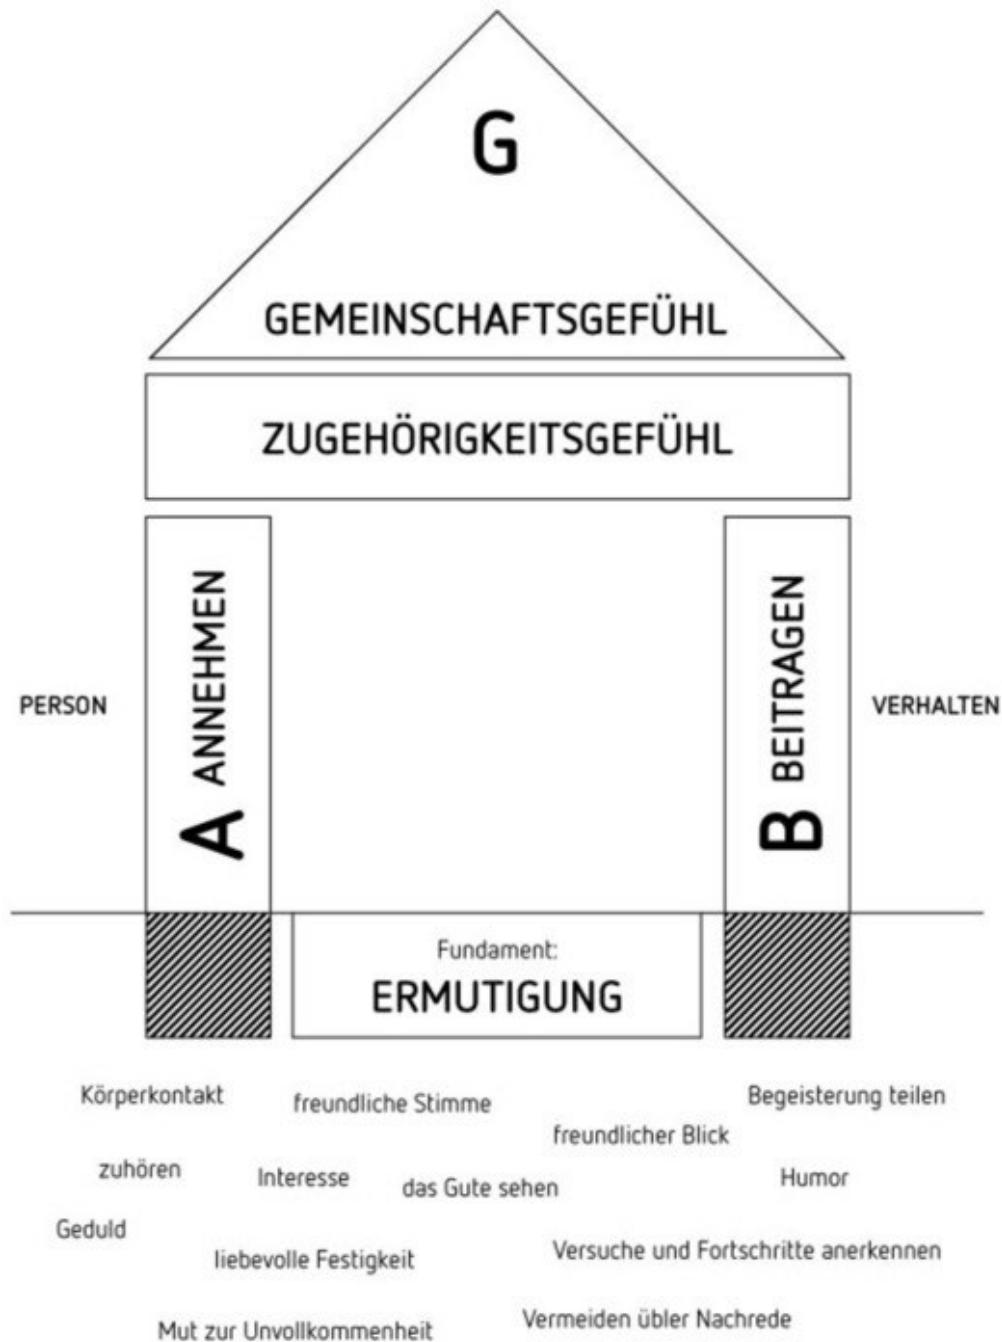 G
GEMEINSCHAFTSGEFÜHL
ZUGEHÖRIGKEITSGEFÜHL
PERSON
A ANNEHMEN
B BEITRAGEN
VERHALTEN
Fundament:
ERMUTIGUNG
Körperkontakt
freundliche Stimme
Begeisterung teilen
freundlicher Blick
zuhören
Interesse
das Gute sehen
Humor
Geduld
liebevolle Festigkeit
Versuche und Fortschritte anerkennen
Mut zur Unvollkommenheit
Vermeiden übler Nachrede